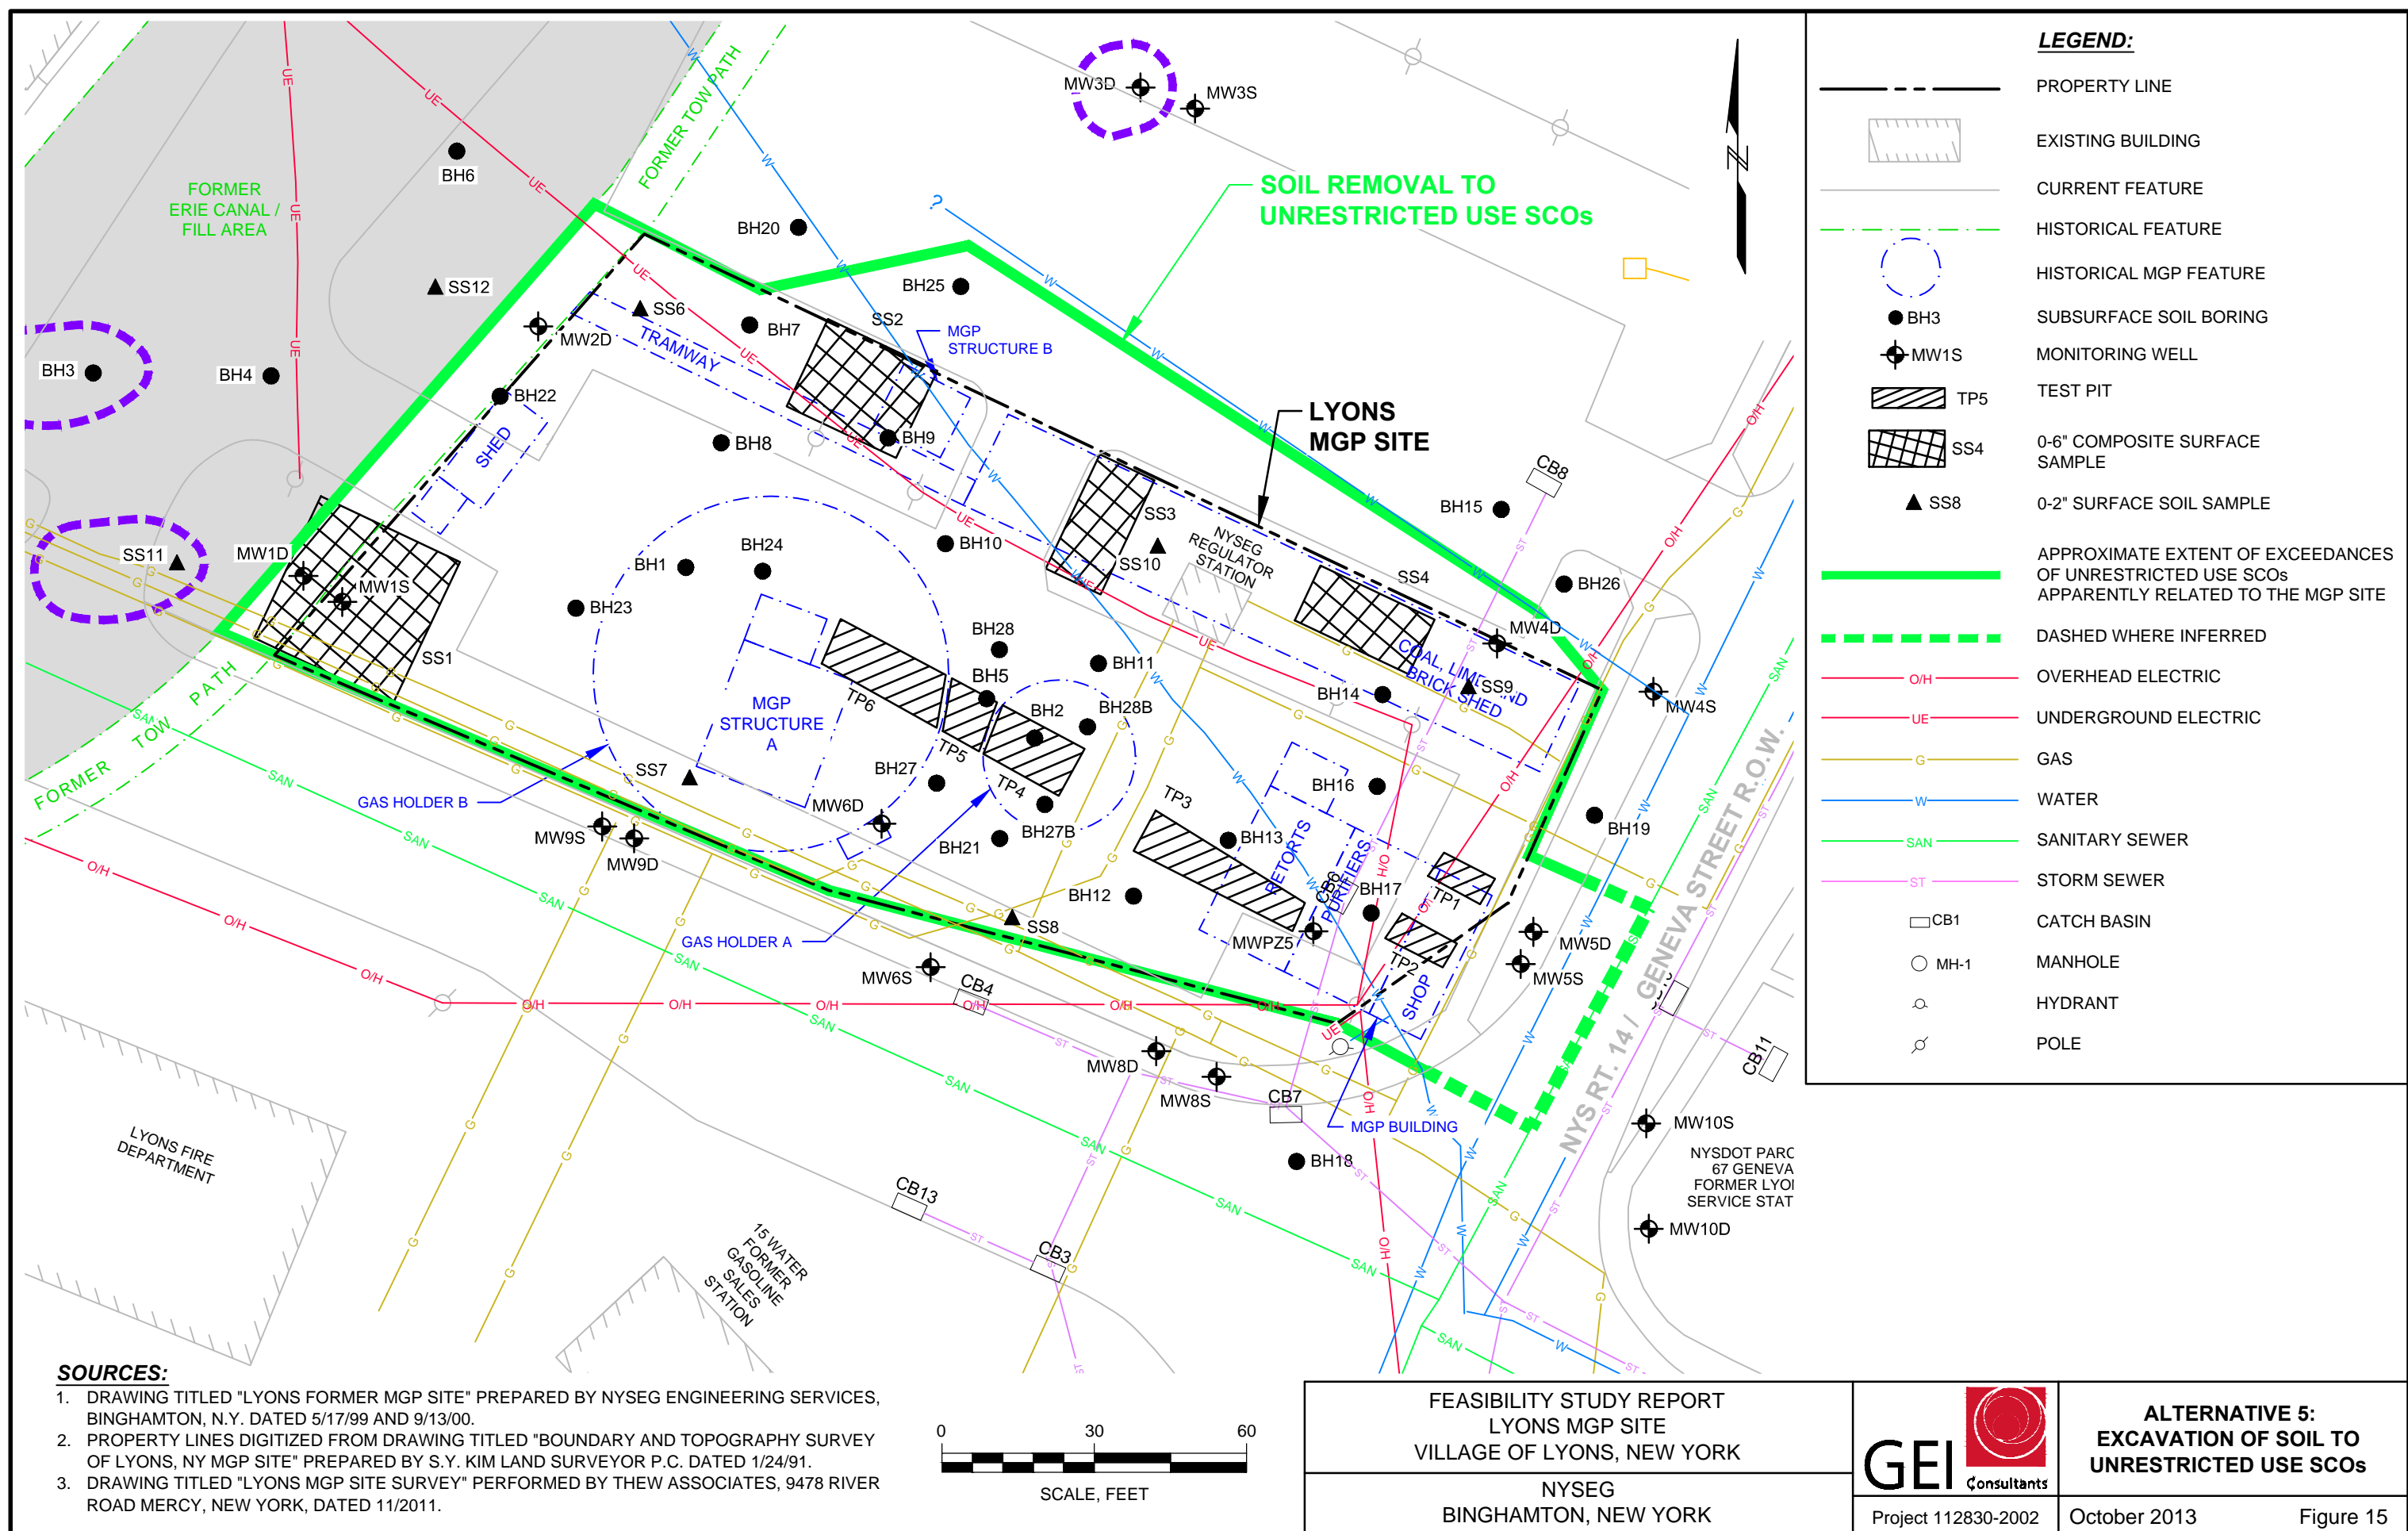 MW3D
MW3S
BH6
FORMER
ERIE CANAL /
FILL AREA
FORMER TOW PATH
SOIL REMOVAL TO
UNRESTRICTED USE SCOs
?
BH20
BH25
SS12
SS6
BH7
SS2
MGP
STRUCTURE B
TRAMWAY
MW2D
BH3
BH4
BH22
BH8
BH9
LYONS
MGP SITE
SHED
CB8
BH15
SS3
SS10
NYSEG
REGULATOR
STATION
SS4
BH26
SS11
MW1D
MW1S
BH1
BH24
BH10
BH23
SS1
BH28
BH11
MW4D
COAL, LIME AND
BRICK SHED
BH5
TP6
BH14
SS9
MW4S
MGP
STRUCTURE
A
BH2
BH28B
TP5
FORMER TOW PATH
SS7
BH27
TP4
BH16
TP3
BH19
GAS HOLDER B
MW6D
MW9S
MW9D
BH21
BH27B
BH13
RETORTS
PURIFIERS
CB6
BH17
TP1
BH12
SS8
GAS HOLDER A
MWPZ5
TP2
MW5D
MW5S
MW6S
CB4
SHOP
MW8D
MW8S
CB7
MGP BUILDING
BH18
CB11
NYS RT. 14 / GENEVA STREET R.O.W.
MW10S
NYSDOT PARC
67 GENEVA
FORMER LYO
SERVICE STAT
MW10D
LYONS FIRE
DEPARTMENT
CB13
CB3
15 WATER
FORMER
GASOLINE
SALES
STATION
LEGEND:
PROPERTY LINE
EXISTING BUILDING
CURRENT FEATURE
HISTORICAL FEATURE
HISTORICAL MGP FEATURE
BH3 SUBSURFACE SOIL BORING
MW1S MONITORING WELL
TP5 TEST PIT
SS4 0-6" COMPOSITE SURFACE
SAMPLE
SS8 0-2" SURFACE SOIL SAMPLE
APPROXIMATE EXTENT OF EXCEEDANCES
OF UNRESTRICTED USE SCOs
APPARENTLY RELATED TO THE MGP SITE
DASHED WHERE INFERRED
O/H OVERHEAD ELECTRIC
UE UNDERGROUND ELECTRIC
G GAS
W WATER
SAN SANITARY SEWER
ST STORM SEWER
CB1 CATCH BASIN
MH-1 MANHOLE
HYDRANT
POLE
SOURCES:
1. DRAWING TITLED "LYONS FORMER MGP SITE" PREPARED BY NYSEG ENGINEERING SERVICES,
BINGHAMTON, N.Y. DATED 5/17/99 AND 9/13/00.
2. PROPERTY LINES DIGITIZED FROM DRAWING TITLED "BOUNDARY AND TOPOGRAPHY SURVEY
OF LYONS, NY MGP SITE" PREPARED BY S.Y. KIM LAND SURVEYOR P.C. DATED 1/24/91.
3. DRAWING TITLED "LYONS MGP SITE SURVEY" PERFORMED BY THEW ASSOCIATES, 9478 RIVER
ROAD MERCY, NEW YORK, DATED 11/2011.
0 30 60
SCALE, FEET
FEASIBILITY STUDY REPORT
LYONS MGP SITE
VILLAGE OF LYONS, NEW YORK
NYSEG
BINGHAMTON, NEW YORK
GEI Consultants
Project 112830-2002
ALTERNATIVE 5:
EXCAVATION OF SOIL TO
UNRESTRICTED USE SCOs
October 2013 Figure 15